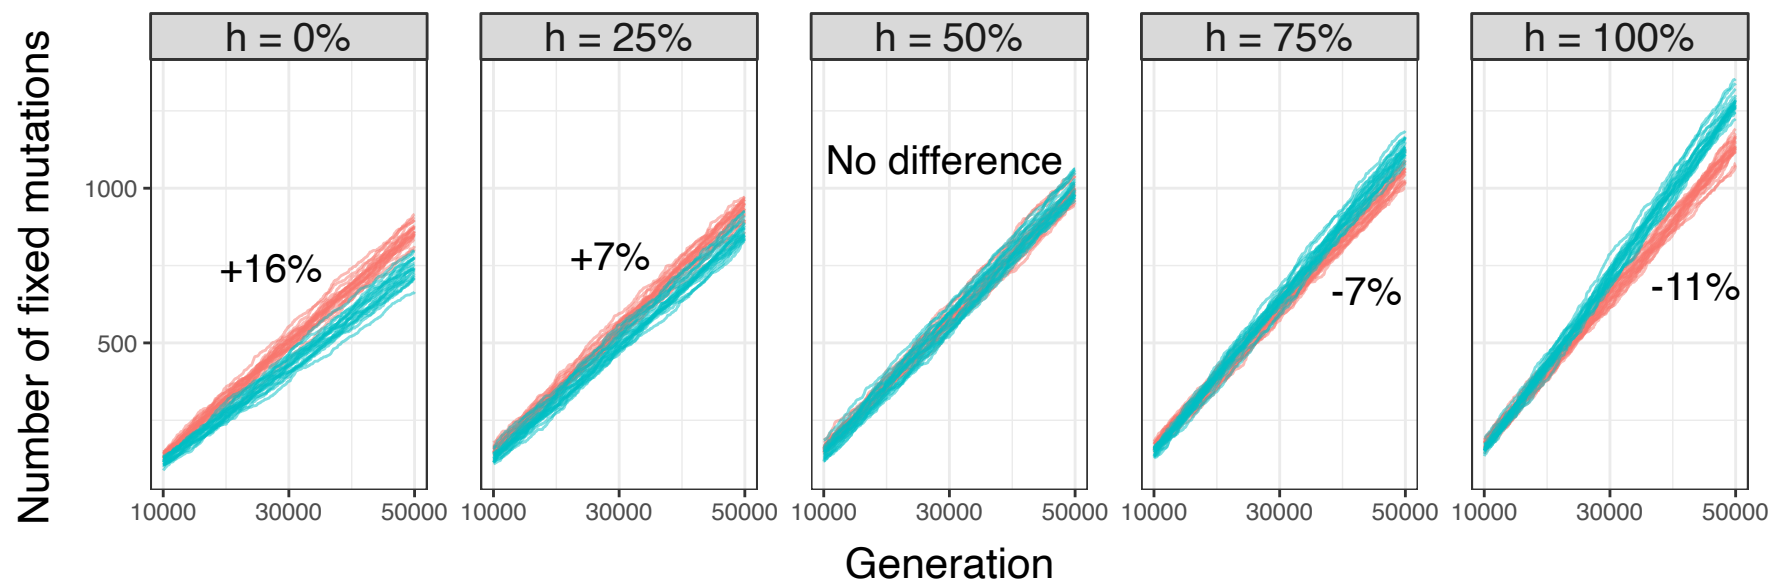 h = 0%
h = 25%
h = 50%
h = 75%
h = 100%
Number of fixed mutations
1000
500
+16%
+7%
No difference
-7%
-11%
10000 30000 50000
10000 30000 50000
10000 30000 50000
10000 30000 50000
10000 30000 50000
Generation